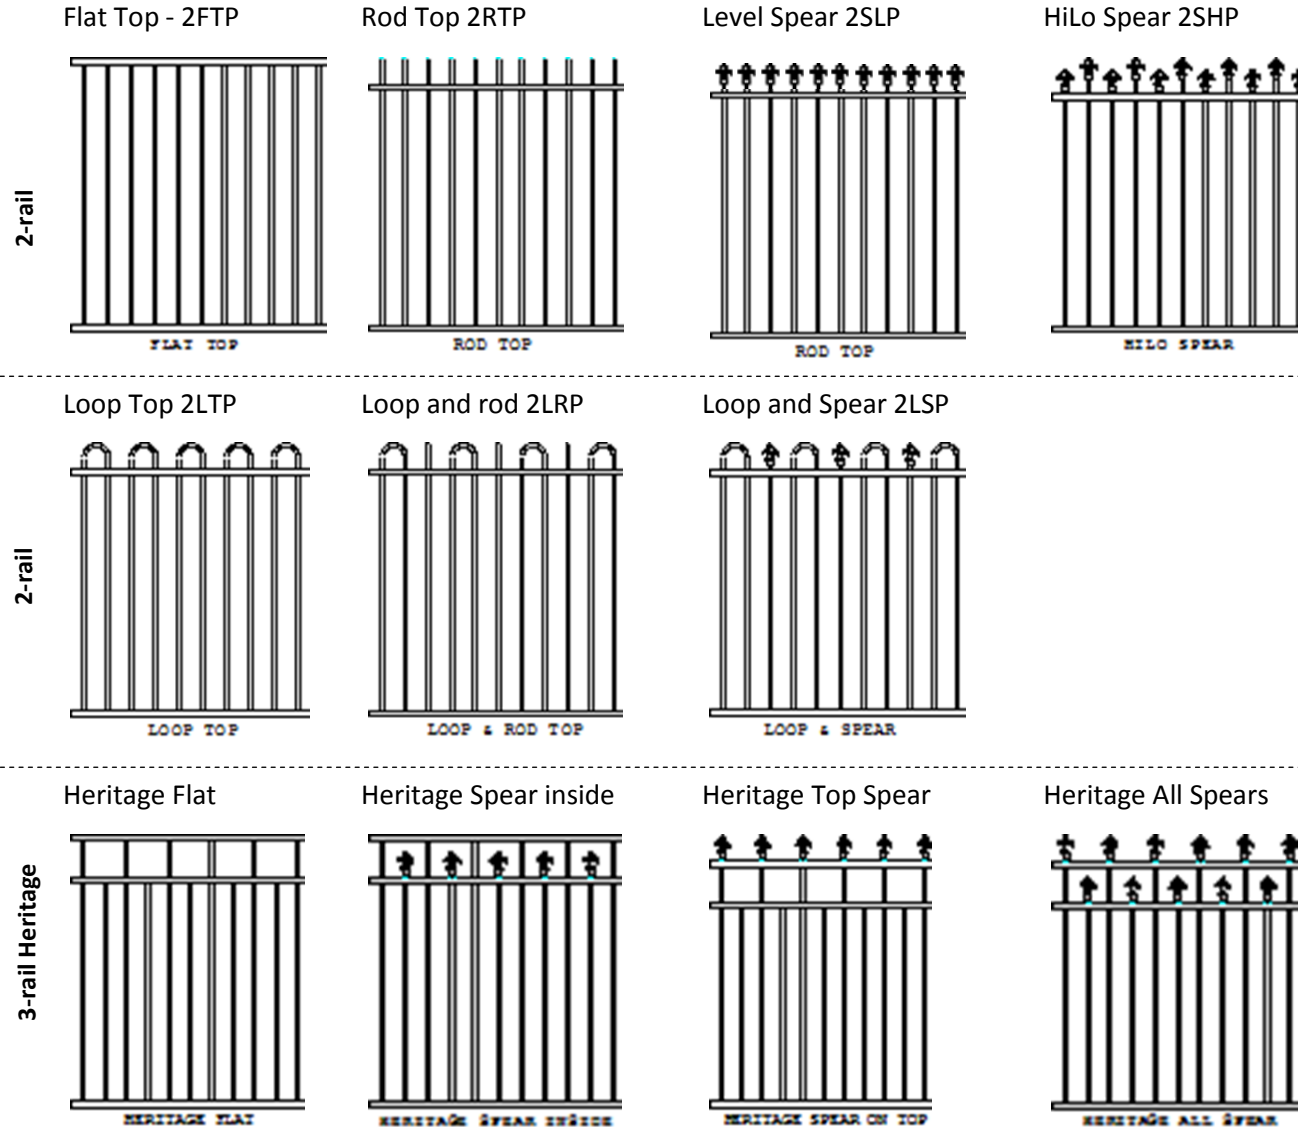 Flat Top - 2FTP
Rod Top 2RTP
Level Spear 2SLP
HiLo Spear 2SHP
2-rail
FLAT TOP
ROD TOP
ROD TOP
HILO SPEAR
Loop Top 2LTP
Loop and rod 2LRP
Loop and Spear 2LSP
2-rail
LOOP TOP
LOOP & ROD TOP
LOOP & SPEAR
Heritage Flat
Heritage Spear inside
Heritage Top Spear
Heritage All Spears
3-rail Heritage
HERITAGE FLAT
HERITAGE SPEAR INSIDE
HERITAGE SPEAR ON TOP
HERITAGE ALL SPEAR